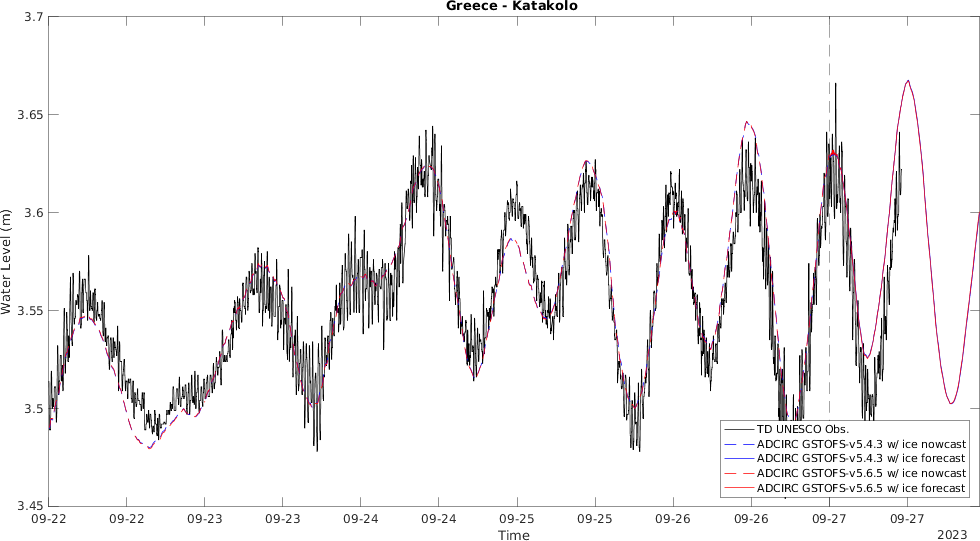 Greece - Katakolo
3.7
3.65
3.6
3.55
3.5
3.45
Water Level (m)
TD UNESCO Obs.
ADCIRC GSTOFS-v5.4.3 w/ ice nowcast
ADCIRC GSTOFS-v5.4.3 w/ ice forecast
ADCIRC GSTOFS-v5.6.5 w/ ice nowcast
ADCIRC GSTOFS-v5.6.5 w/ ice forecast
09-22 09-22 09-23 09-23 09-24 09-24 09-25 09-25 09-26 09-26 09-27 09-27
Time
2023